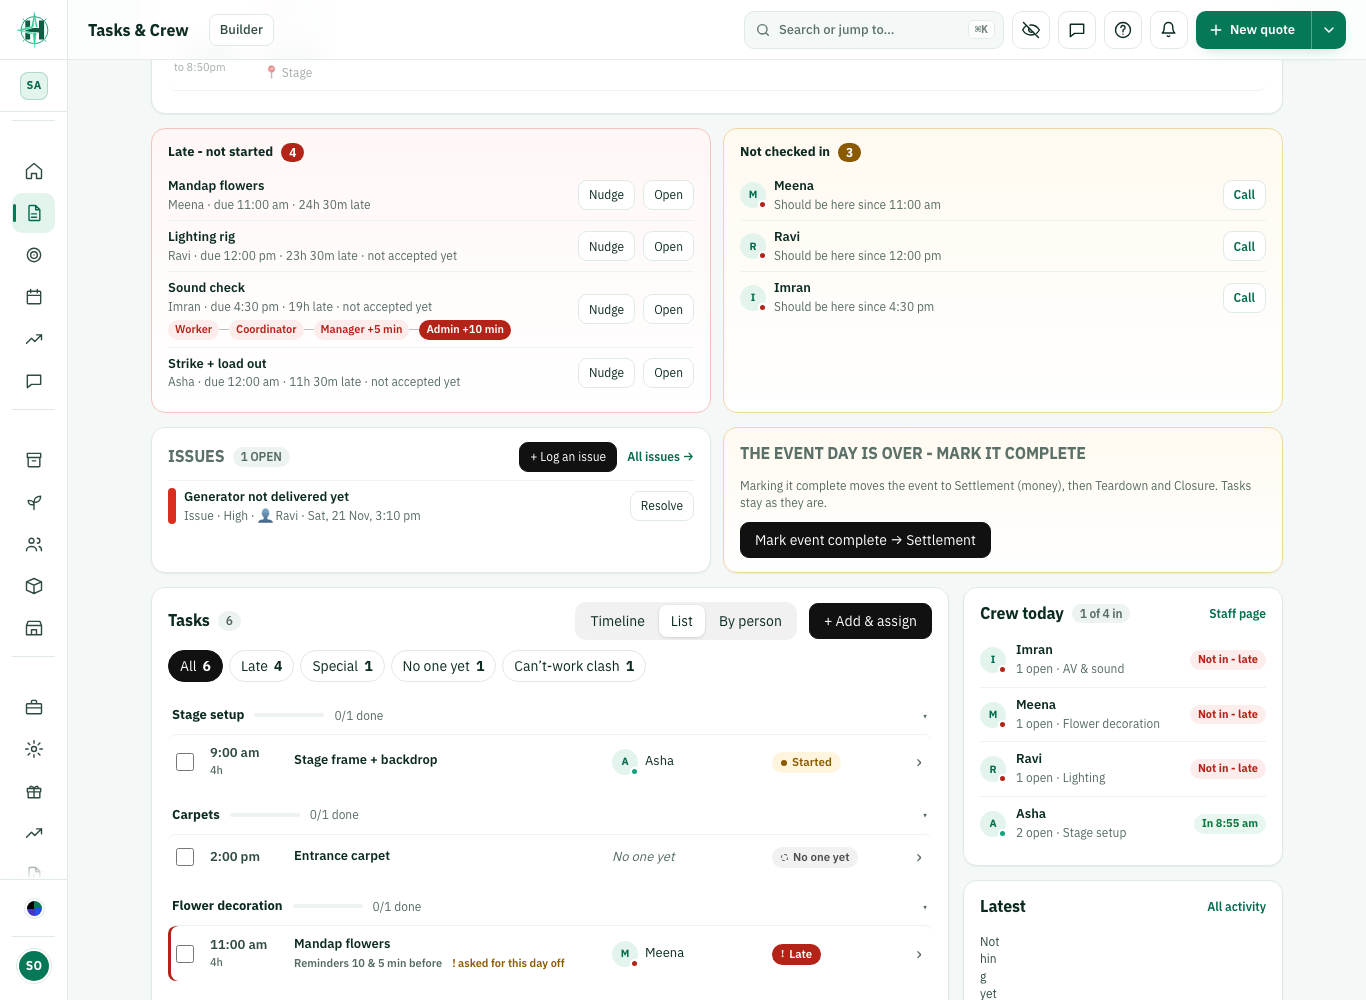 Tasks & Crew
Builder
Search or jump to...
⌘K
+ New quote
SA
to 8:50pm
📍 Stage
Late - not started 4
Mandap flowers
Meena · due 11:00 am · 24h 30m late
Nudge
Open
Lighting rig
Ravi · due 12:00 pm · 23h 30m late · not accepted yet
Nudge
Open
Sound check
Imran · due 4:30 pm · 19h late · not accepted yet
Worker
Coordinator
Manager +5 min
Admin +10 min
Nudge
Open
Strike + load out
Asha · due 12:00 am · 11h 30m late · not accepted yet
Nudge
Open
Not checked in 3
M
Meena
Should be here since 11:00 am
Call
R
Ravi
Should be here since 12:00 pm
Call
I
Imran
Should be here since 4:30 pm
Call
ISSUES 1 OPEN
+ Log an issue
All issues →
Generator not delivered yet
Issue · High · 👤 Ravi · Sat, 21 Nov, 3:10 pm
Resolve
THE EVENT DAY IS OVER - MARK IT COMPLETE
Marking it complete moves the event to Settlement (money), then Teardown and Closure. Tasks
stay as they are.
Mark event complete → Settlement
Tasks 6
Timeline
List
By person
+ Add & assign
All 6
Late 4
Special 1
No one yet 1
Can't-work clash 1
Stage setup 0/1 done
9:00 am
4h
Stage frame + backdrop
A
Asha
Started
Carpets 0/1 done
2:00 pm
Entrance carpet
No one yet
No one yet
Flower decoration 0/1 done
11:00 am
4h
Mandap flowers
Reminders 10 & 5 min before ! asked for this day off
M
Meena
! Late
Crew today 1 of 4 in
Staff page
I
Imran
1 open · AV & sound
Not in - late
M
Meena
1 open · Flower decoration
Not in - late
R
Ravi
1 open · Lighting
Not in - late
A
Asha
2 open · Stage setup
In 8:55 am
Latest
All activity
Not
hin
g
yet
SO